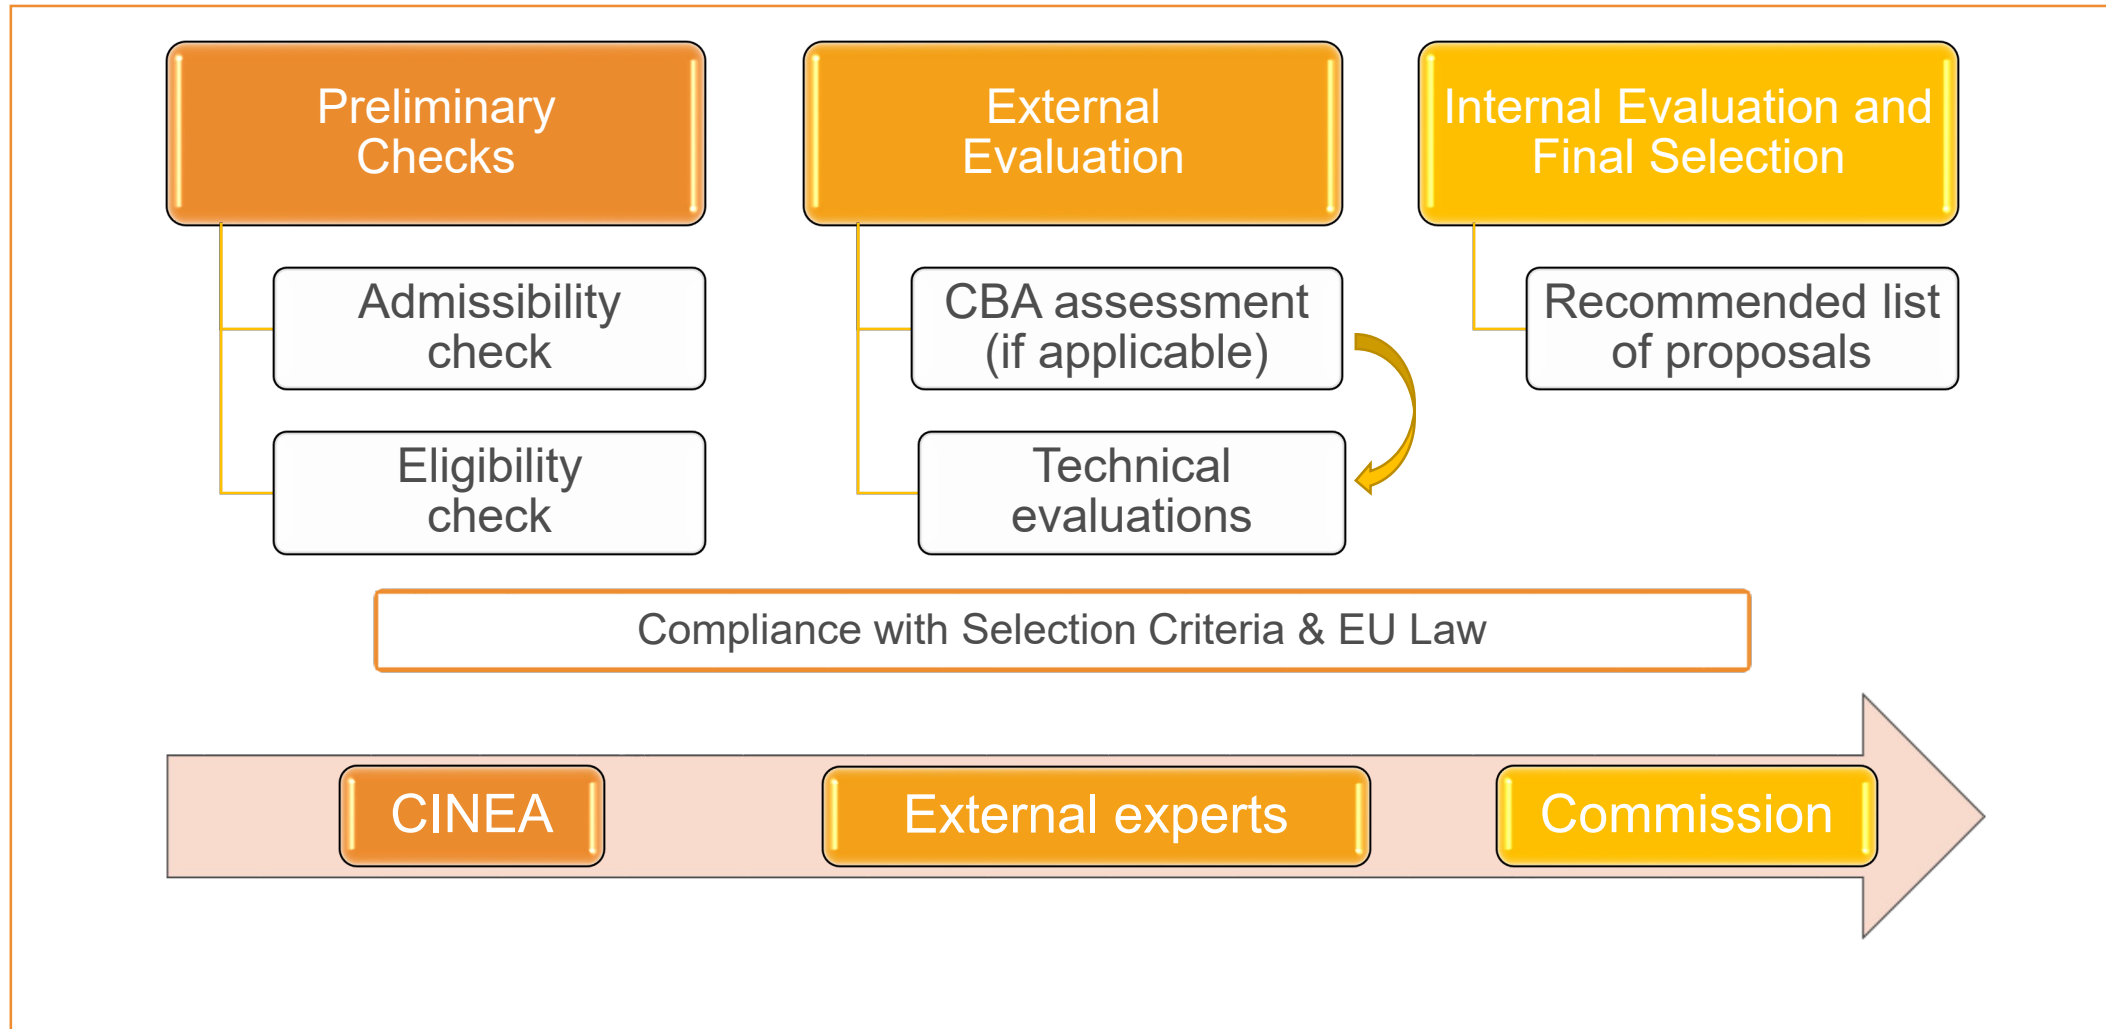 Preliminary
Checks
Admissibility
check
Eligibility
check
External
Evaluation
CBA assessment
(if applicable)
Technical
evaluations
Internal Evaluation and
Final Selection
Recommended list
of proposals
Compliance with Selection Criteria & EU Law
CINEA
External experts
Commission